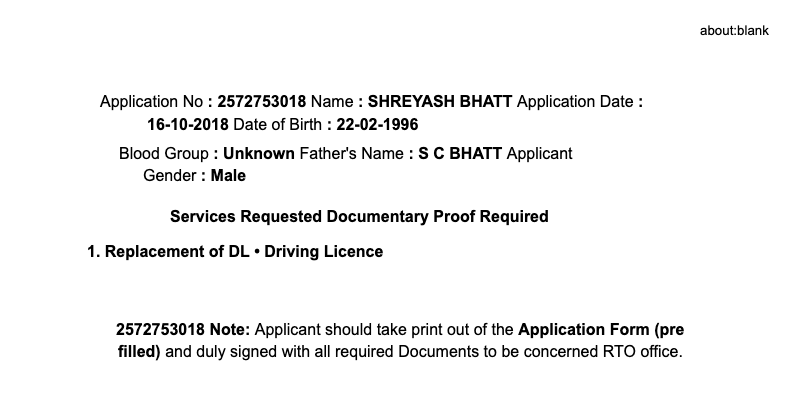 about:blank
Application No : 2572753018 Name : SHREYASH BHATT Application Date :
16-10-2018 Date of Birth : 22-02-1996
Blood Group : Unknown Father's Name : S C BHATT Applicant
Gender : Male
Services Requested Documentary Proof Required
1. Replacement of DL • Driving Licence
2572753018 Note: Applicant should take print out of the Application Form (pre
filled) and duly signed with all required Documents to be concerned RTO office.